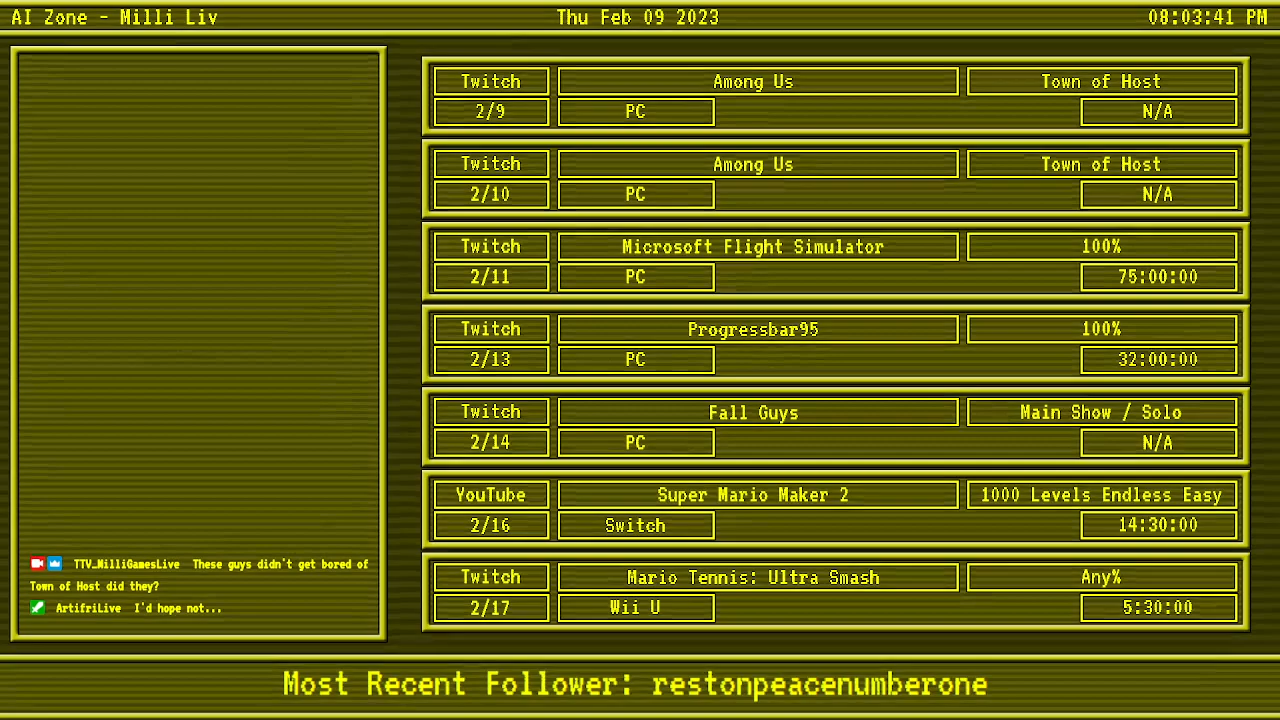 AI Zone - Milli Liv
Thu Feb 09 2023
08:03:41 PM
Twitch Among Us Town of Host
2/9 PC N/A
Twitch Among Us Town of Host
2/10 PC N/A
Twitch Microsoft Flight Simulator 100%
2/11 PC 75:00:00
Twitch Progressbar95 100%
2/13 PC 32:00:00
Twitch Fall Guys Main Show / Solo
2/14 PC N/A
YouTube Super Mario Maker 2 1000 Levels Endless Easy
2/16 Switch 14:30:00
Twitch Mario Tennis: Ultra Smash Any%
2/17 Wii U 5:30:00
TTV_MilliGamesLive These guys didn't get bored of
Town of Host did they?
ArtifriLive I'd hope not...
Most Recent Follower: restonpeacenumberone